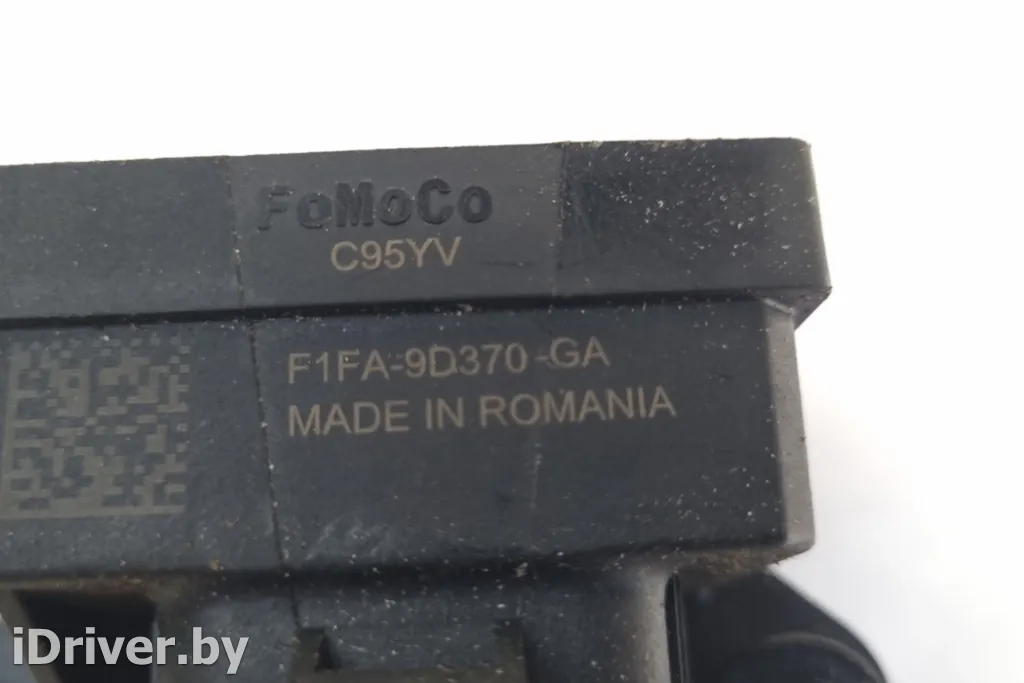 FoMoCo
C95YV
F1FA-9D370-GA
MADE IN ROMANIA
iDriver.by